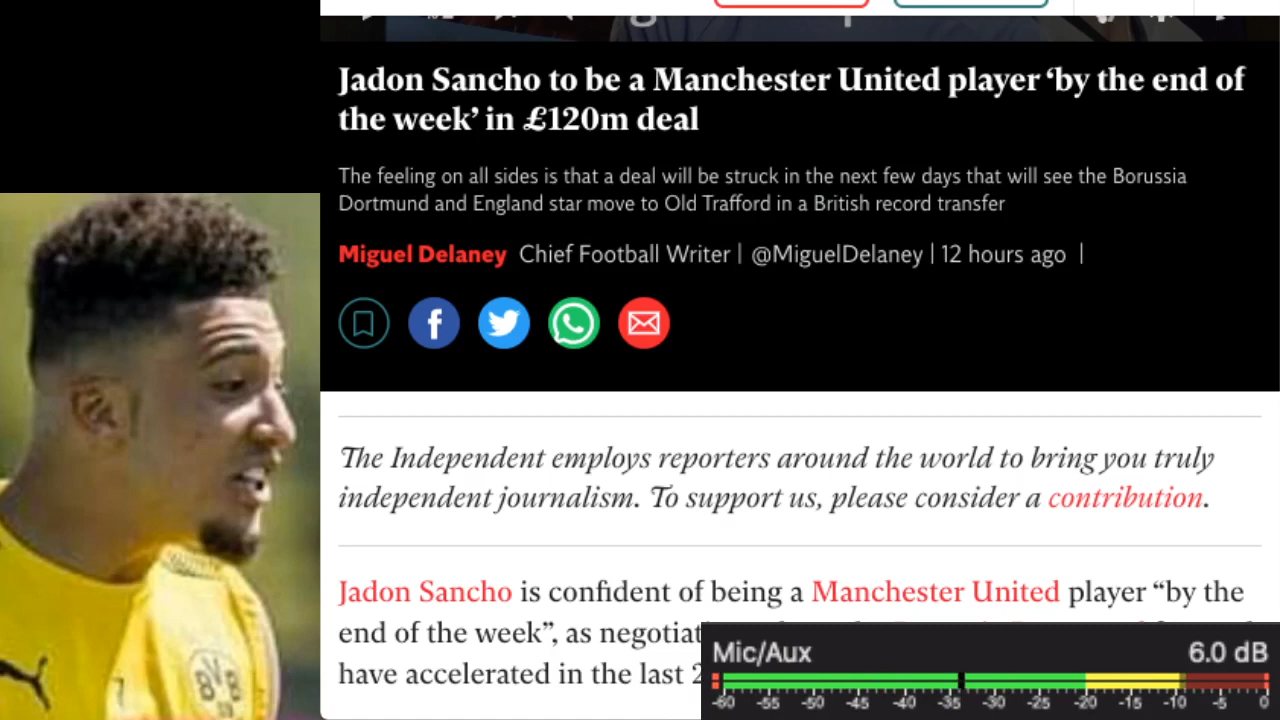 Jadon Sancho to be a Manchester United player ‘by the end of
the week’ in £120m deal
The feeling on all sides is that a deal will be struck in the next few days that will see the Borussia
Dortmund and England star move to Old Trafford in a British record transfer
Miguel Delaney Chief Football Writer | @MiguelDelaney | 12 hours ago |
The Independent employs reporters around the world to bring you truly
independent journalism. To support us, please consider a contribution.
Jadon Sancho is confident of being a Manchester United player “by the
end of the week”, as
have accelerated in the last
BVB
09
Mic/Aux 6.0 dB
-60 -55 -50 -45 -40 -35 -30 -25 -20 -15 -10 -5 0